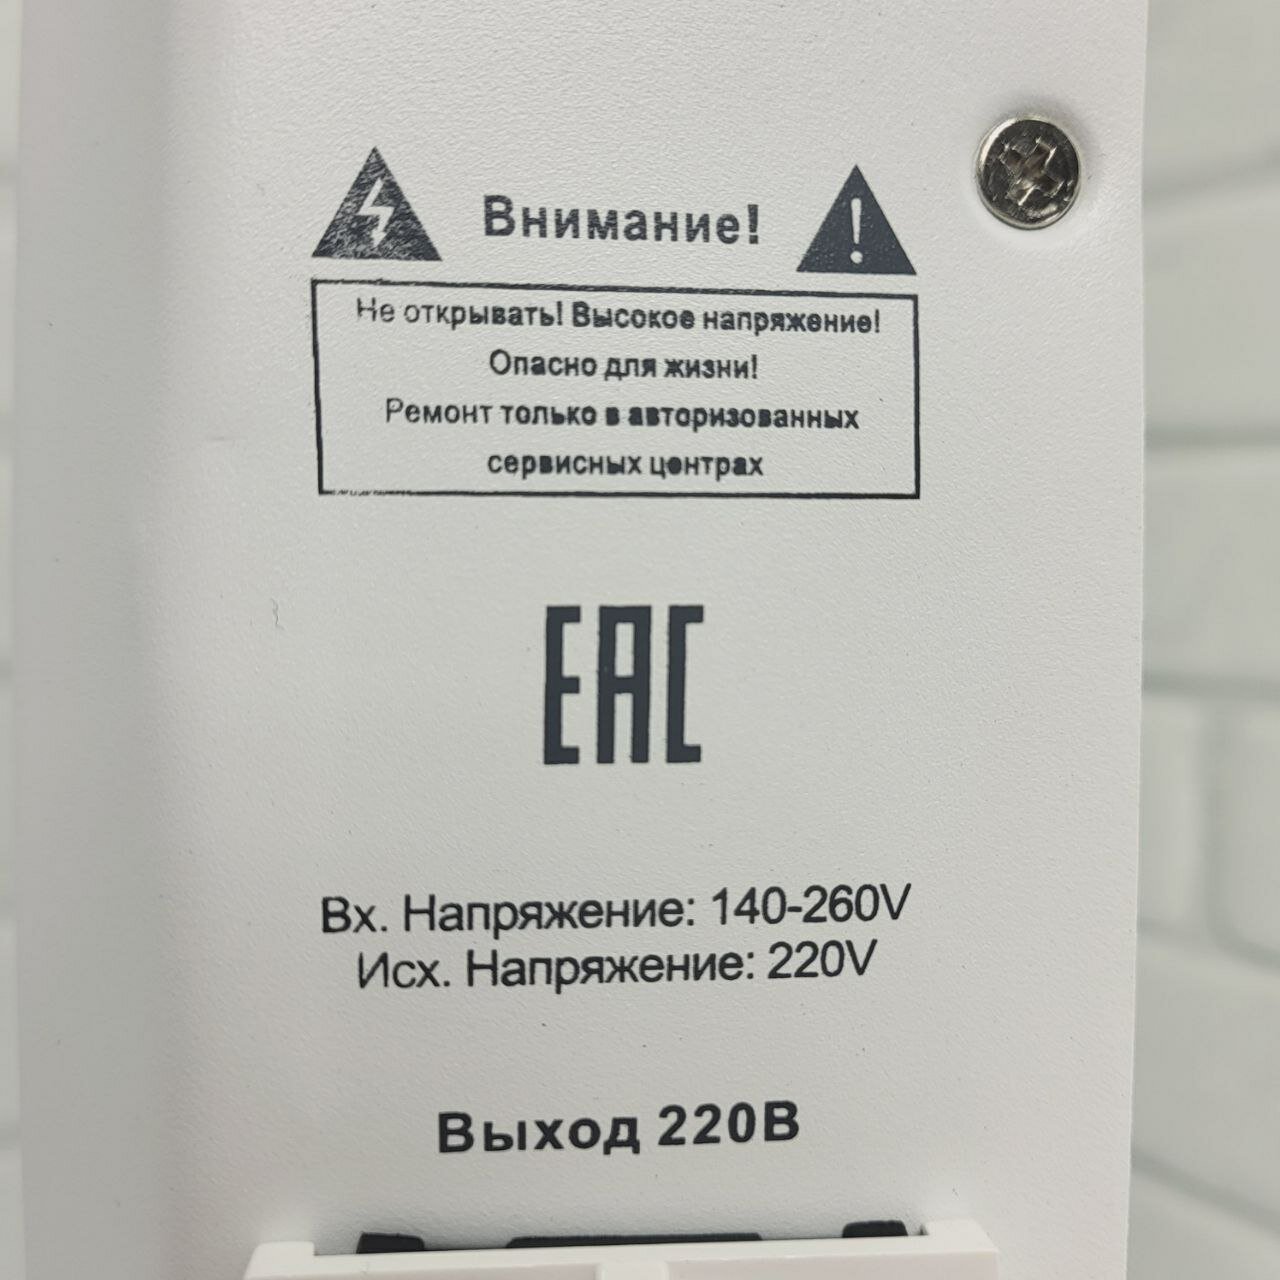 Внимание!
Не открывать! Высокое напряжение!
Опасно для жизни!
Ремонт только в авторизованных
сервисных центрах
ЕАС
Вх. Напряжение: 140-260V
Исх. Напряжение: 220V
Выход 220В